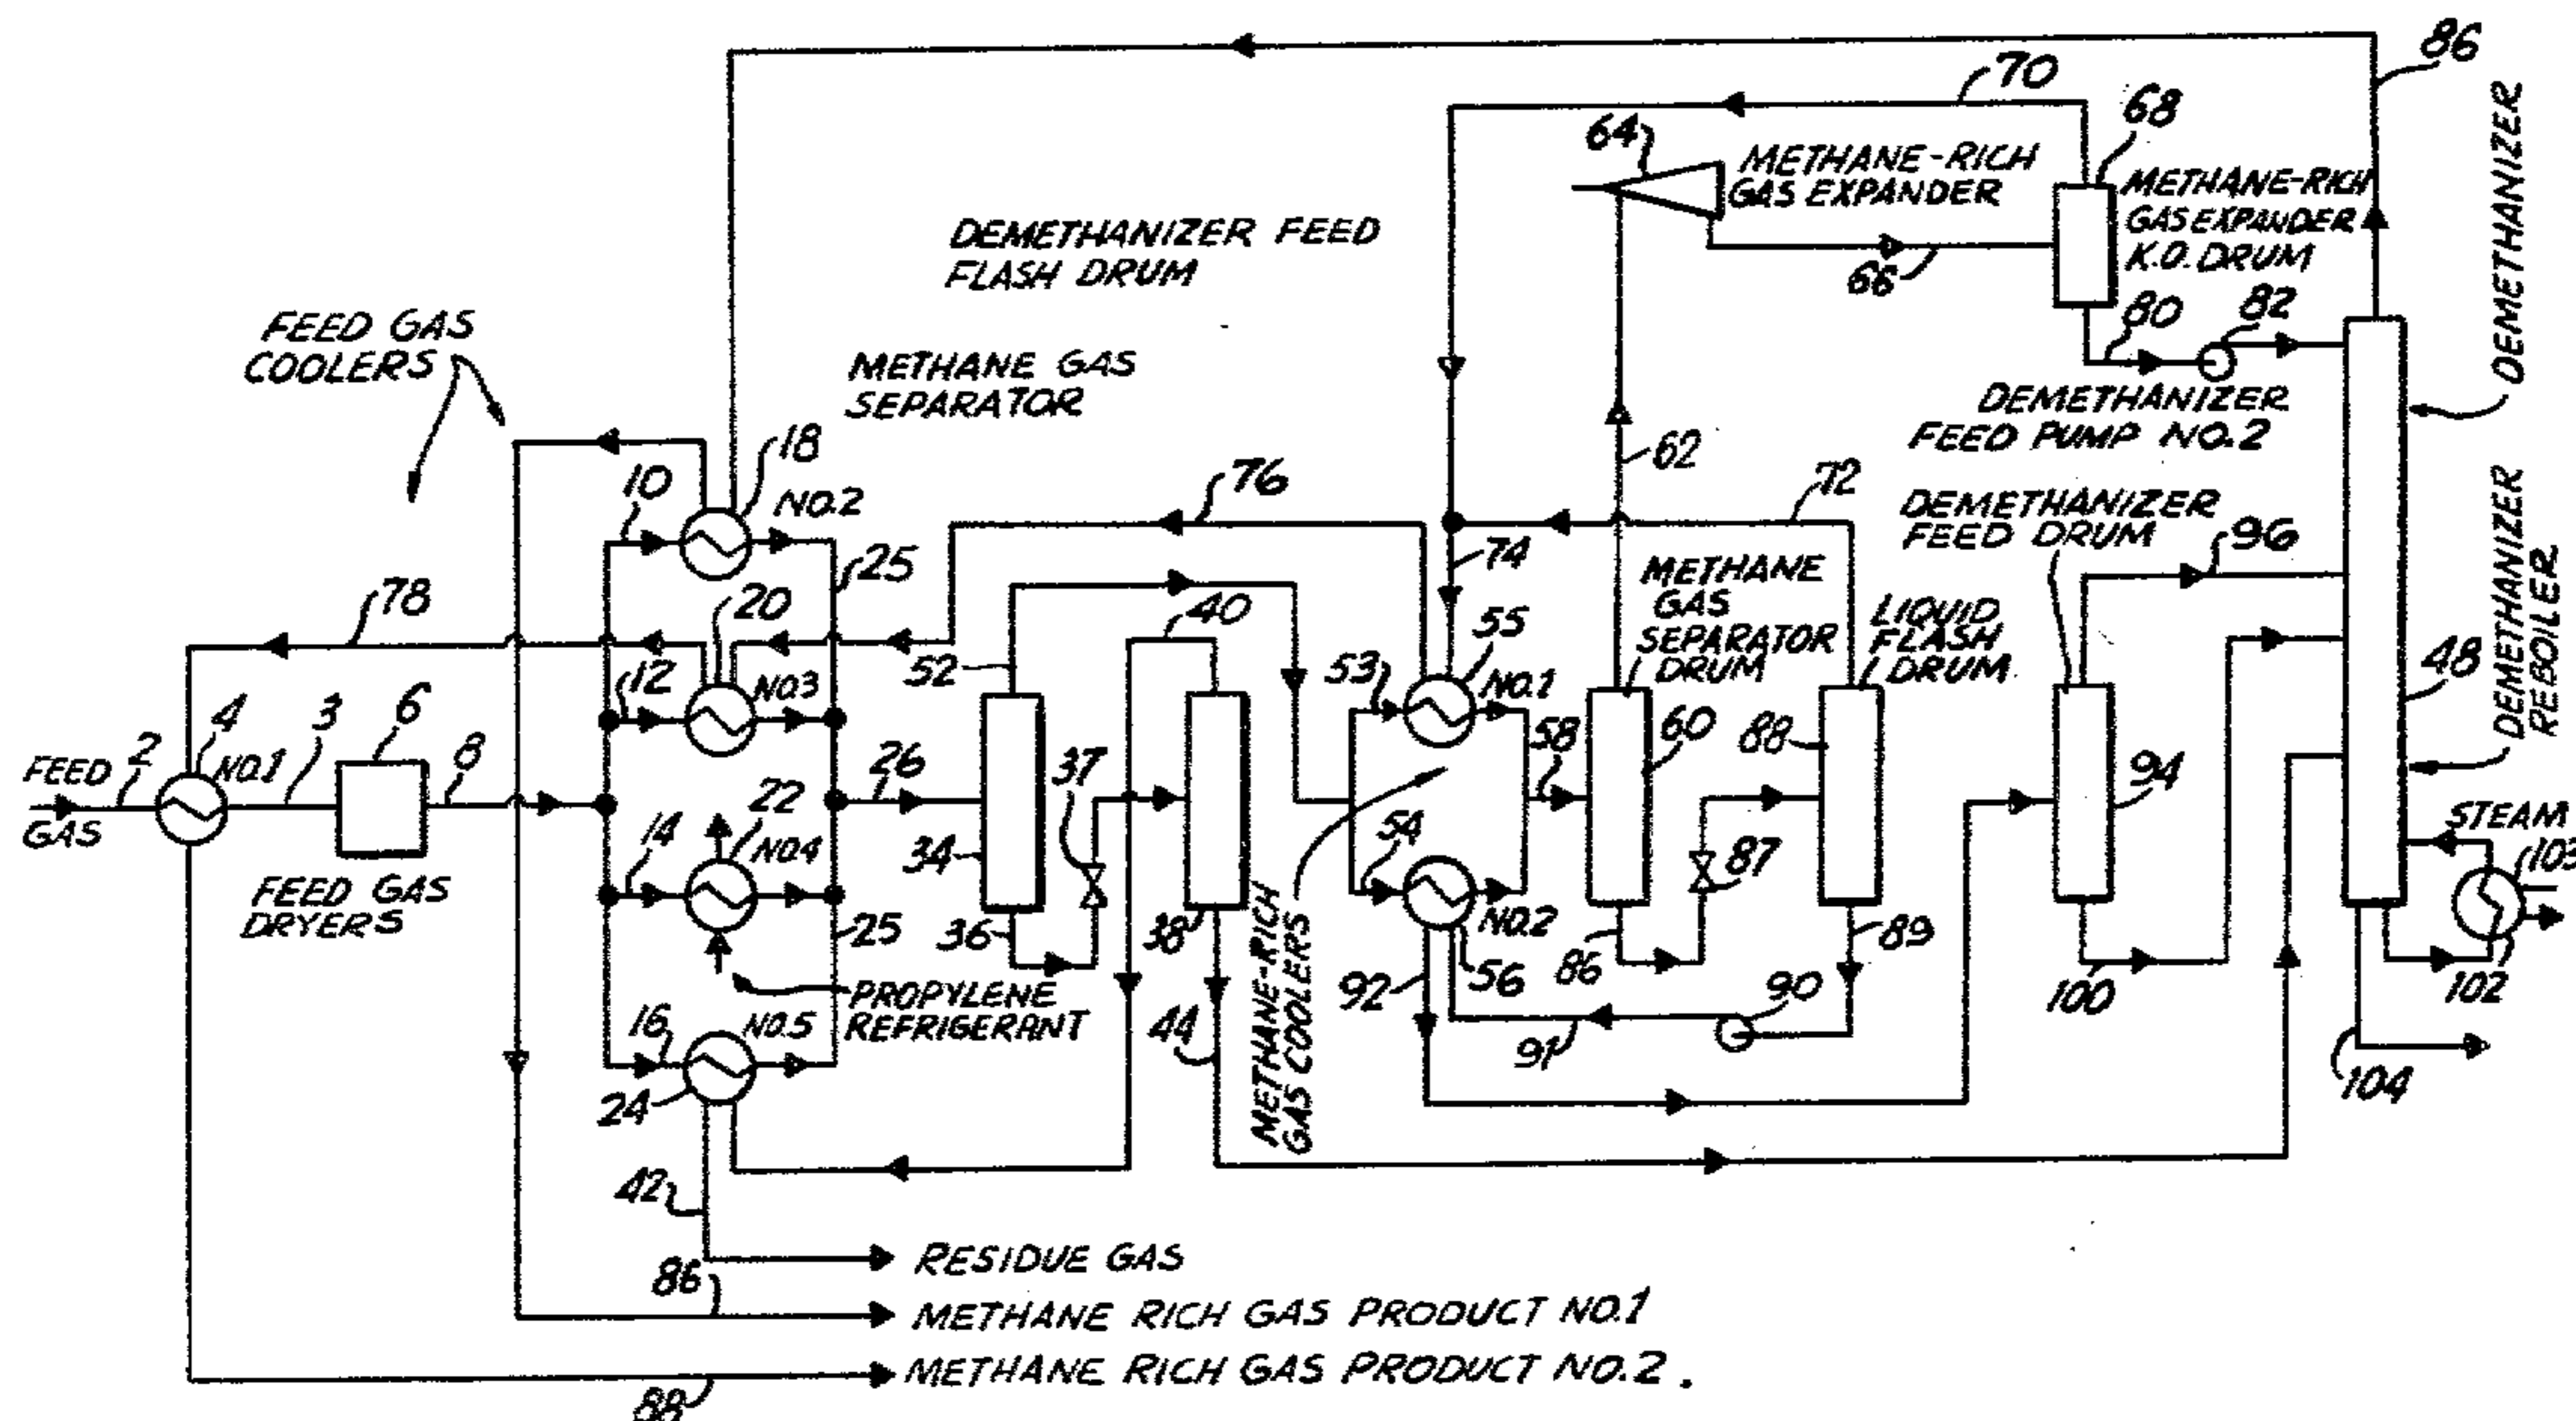 86
70
68
64
METHANE-RICH
GAS EXPANDER
METHANE-RICH
GAS EXPANDER
K.O. DRUM
DEMETHANIZER
DEMETHANIZER FEED
FLASH DRUM
66
80
82
FEED GAS
COOLERS
METHANE GAS
SEPARATOR
DEMETHANIZER
FEED PUMP NO.2
18
10
NO.2
76
62
72
DEMETHANIZER
FEED DRUM
96
DEMETHANIZER
REBOILER
25
74
METHANE
GAS
SEPARATOR
DRUM
LIQUID
FLASH
DRUM
78
20
40
55
52
53
NO.1
12
NO.3
48
4
3
6
8
60
88
58
94
FEED
GAS
2
NO.1
26
37
22
14
NO.4
34
54
87
STEAM
103
FEED GAS
DRYERS
25
36
38
METHANE-RICH
GAS COOLERS
NO.2
86
89
92
56
90
100
102
PROPYLENE
REFRIGERANT
16
NO.5
44
91
24
104
42
RESIDUE GAS
86
METHANE RICH GAS PRODUCT NO.1
METHANE RICH GAS PRODUCT NO.2.
88